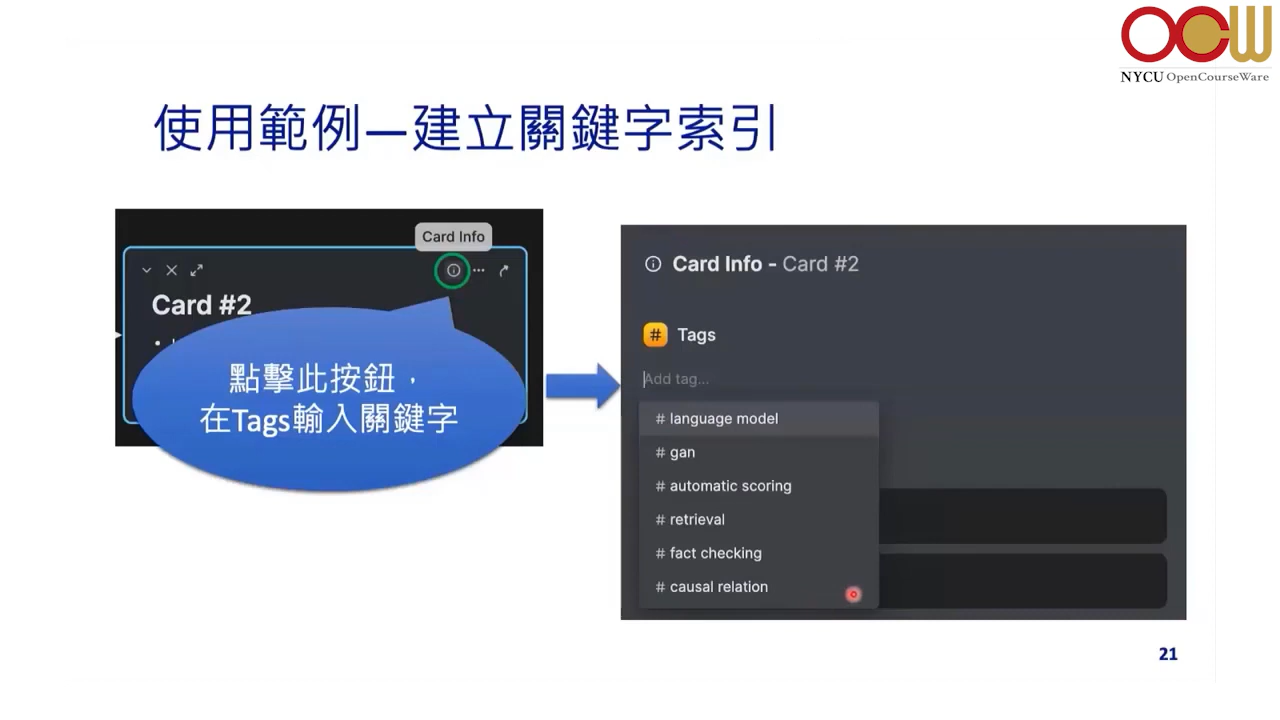 OCW
NYCU OpenCourseWare
使用範例—建立關鍵字索引
Card Info
Card #2
點擊此按鈕，
在Tags輸入關鍵字
Card Info - Card #2
# Tags
Add tag...
# language model
# gan
# automatic scoring
# retrieval
# fact checking
# causal relation
21